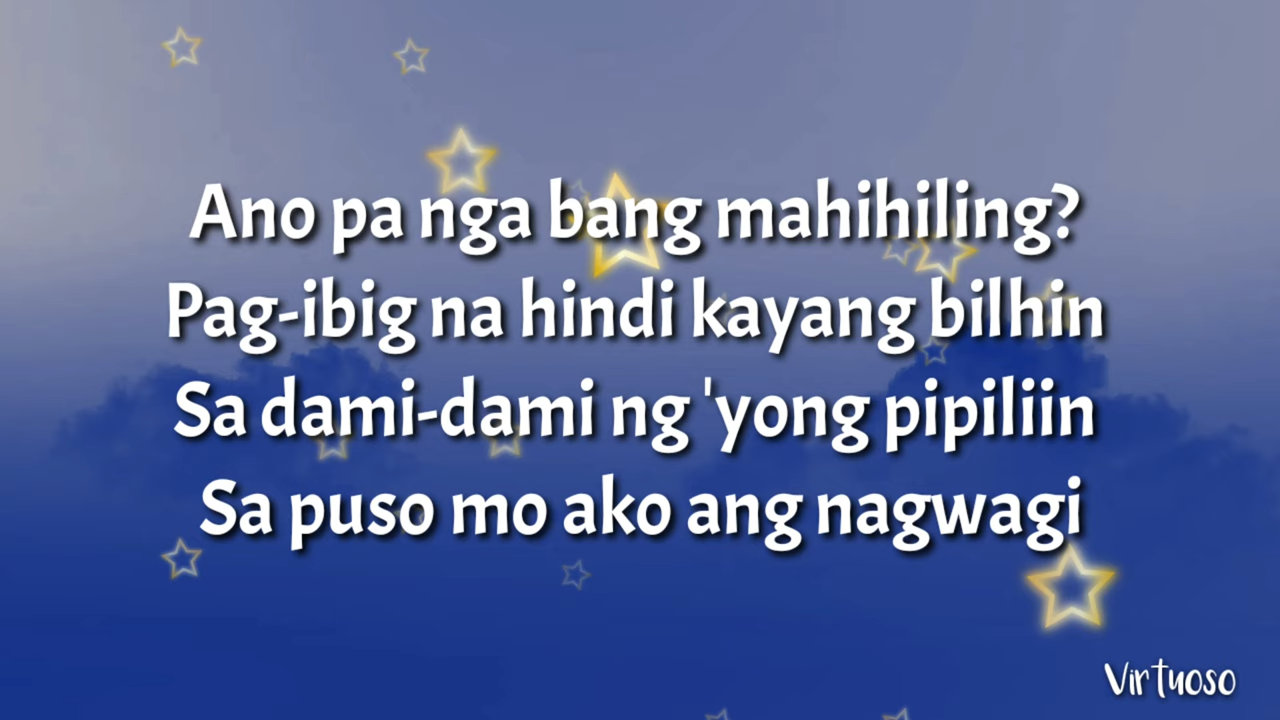 Ano pa nga bang mahihiling?
Pag-ibig na hindi kayang bilhin
Sa dami-dami ng 'yong pipiliin
Sa puso mo ako ang nagwagi
Virtuoso